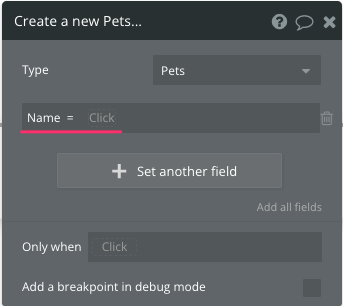 Create a new Pets...
Type Pets
Name = Click
Set another field
Add all fields
Only when Click
Add a breakpoint in debug mode